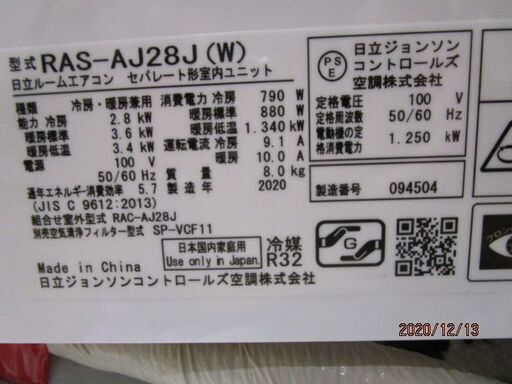 型式 RAS-AJ28J(W)
日立ルームエアコン セパレート形室内ユニット
種類 冷房・暖房兼用
能力 冷房 2.8 kW
暖房標準 3.6 kW
暖房低温 3.4 kW
電源 100 V
50/60 Hz
通年エネルギー消費効率 5.7
(JIS C 9612:2013)
組合せ室外型式 RAC-AJ28J
別売空気清浄フィルター型式 SP-VCF11
消費電力 冷房 790 W
暖房標準 880 W
暖房低温 1.340 kW
運転電流 冷房 9.1 A
暖房 10.0 A
質量 8.0 kg
製造年 2020
PSE
日立ジョンソン
コントロールズ
空調株式会社
定格電圧 100 V
定格周波数 50/60 Hz
電動機の定格消費電力 1.250 kW
製造番号 094504
日本国内家庭用
Use only in Japan.
冷媒
R32
G
Made in China
日立ジョンソンコントロールズ空調株式会社
2020/12/13